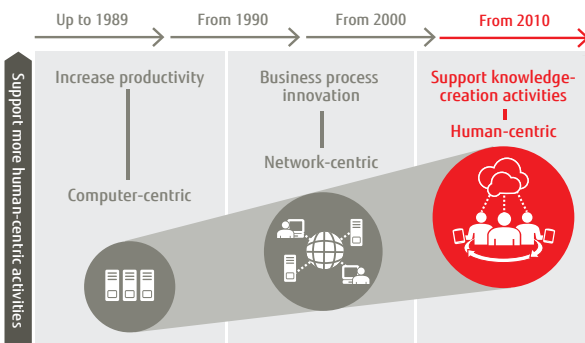 Up to 1989
From 1990
From 2000
From 2010
Support more human-centric activities
Increase productivity
Computer-centric
Business process
innovation
Network-centric
Support knowledge-
creation activities
Human-centric